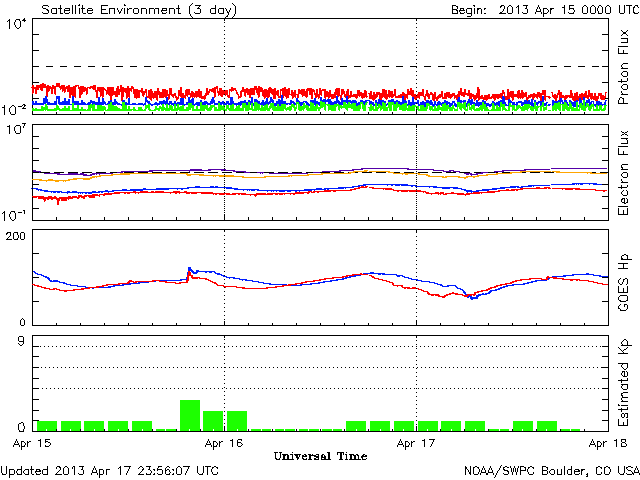 Satellite Environment (3 day) Begin: 2013 Apr 15 0000 UTC
10⁴
Proton Flux
10⁻²
10⁷
Electron Flux
10⁻¹
200
GOES Hp
0
9
Estimated Kp
0
Apr 15 Apr 16 Apr 17 Apr 18
Universal Time
Updated 2013 Apr 17 23:56:07 UTC NOAA/SWPC Boulder, CO USA